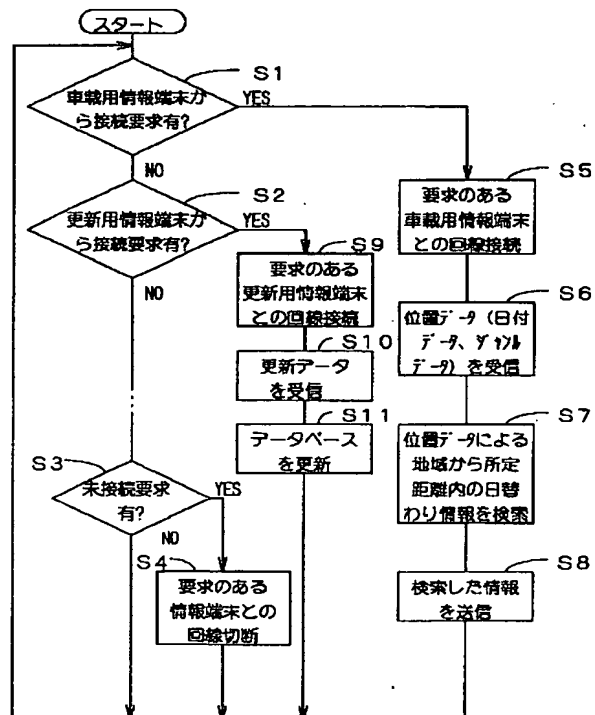 スタート
S1
車載用情報端末か
ら接続要求有?
YES
NO
S2
更新用情報端末か
ら接続要求有?
YES
NO
S5
要求のある
車載用情報端末
との回線接続
S9
要求のある
更新用情報端末
との回線接続
S6
位置データ(日付
データ、ジャンル
データ)を受信
S10
更新データ
を受信
S11
データベース
を更新
S7
位置データによる
地域から所定
距離内の日替
わり情報を検索
S3
未接続要求
有?
YES
NO
S4
要求のある
情報端末との
回線切断
S8
検索した情報
を送信